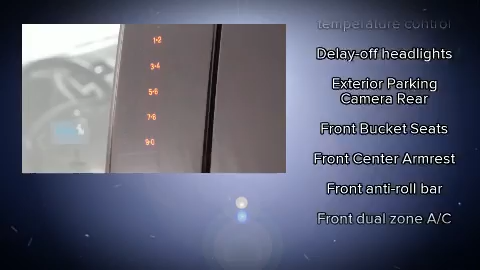 1•2
3•4
5•6
7•8
9•0
temperature control
Delay-off headlights
Exterior Parking
Camera Rear
Front Bucket Seats
Front Center Armrest
Front anti-roll bar
Front dual zone A/C